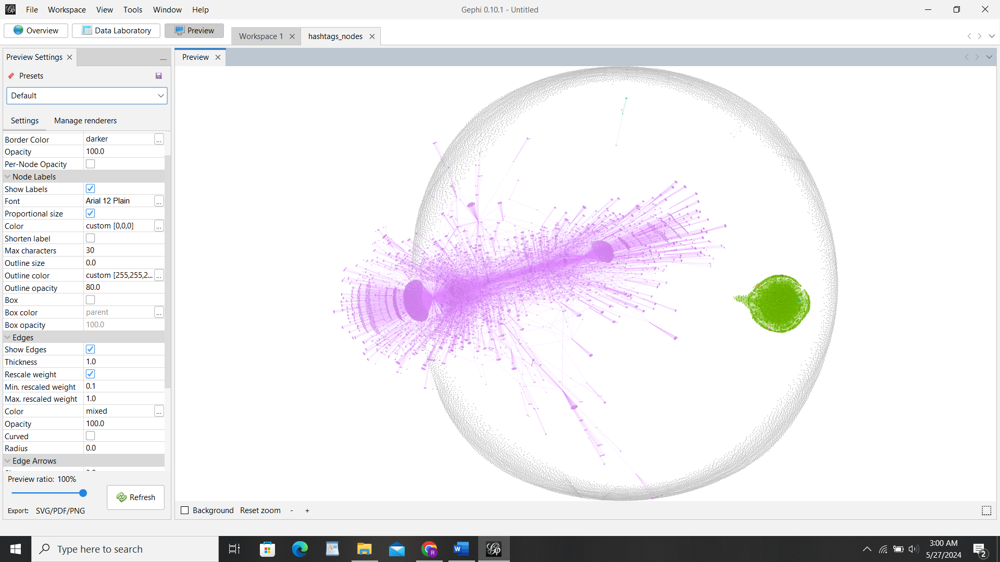 File Workspace View Tools Window Help
Gephi 0.10.1 - Untitled
Overview Data Laboratory Preview
Workspace 1 hashtags_nodes
Preview Settings
Preview
Presets
Default
Settings Manage renderers
Border Color darker ...
Opacity 100.0
Per-Node Opacity
Node Labels
Show Labels
Font Arial 12 Plain ...
Proportional size
Color custom [0,0,0] ...
Shorten label
Max characters 30
Outline size 0.0
Outline color custom [255,255,2... ...
Outline opacity 80.0
Box
Box color parent ...
Box opacity 100.0
Edges
Show Edges
Thickness 1.0
Rescale weight
Min. rescaled weight 0.1
Max. rescaled weight 1.0
Color mixed ...
Opacity 100.0
Curved
Radius 0.0
Edge Arrows
Preview ratio: 100%
Refresh
Export: SVG/PDF/PNG
Background Reset zoom - +
Type here to search
3:00 AM
5/27/2024
2